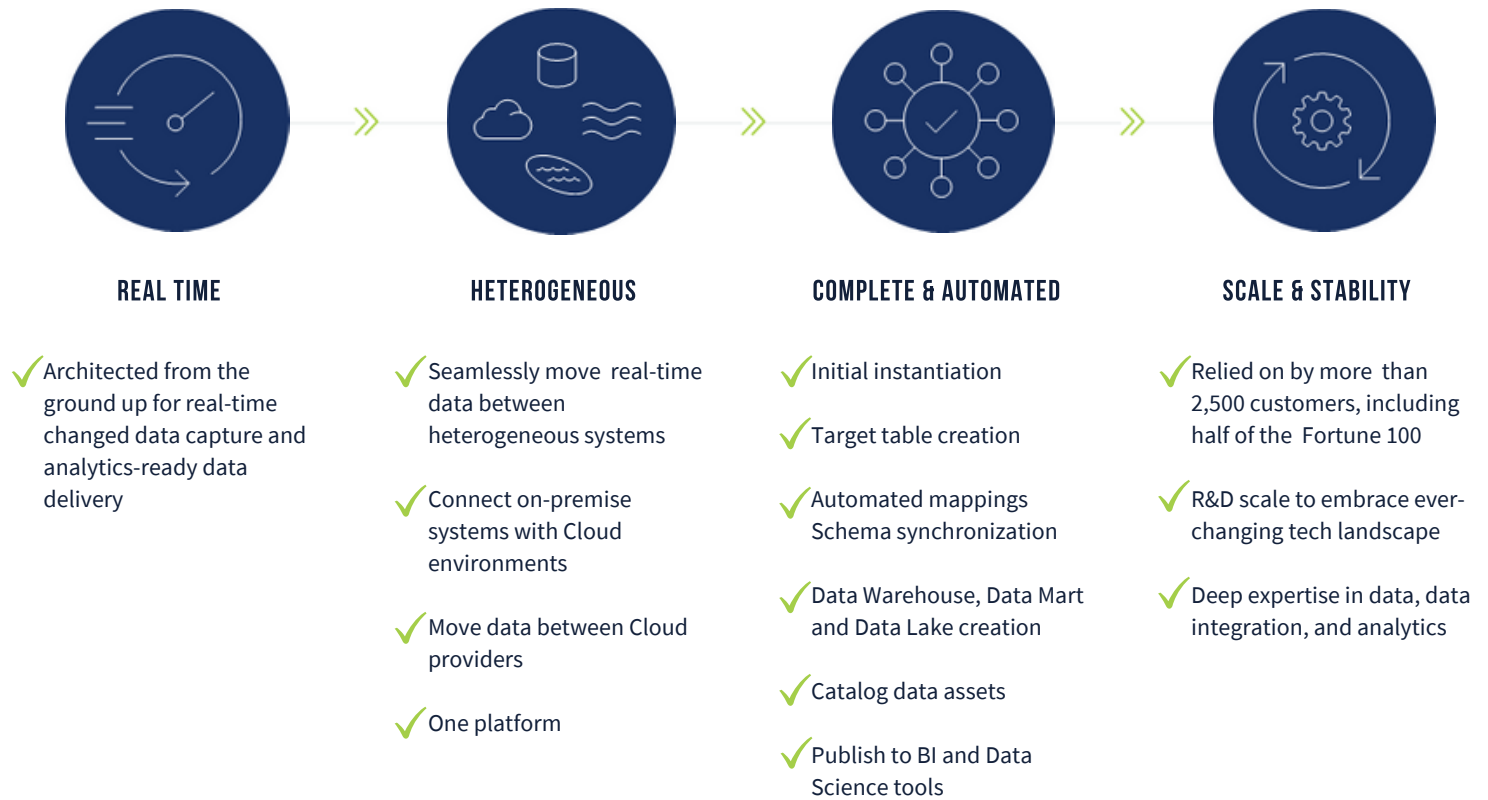 REAL TIME
Architected from the
ground up for real-time
changed data capture and
analytics-ready data
delivery
HETEROGENEOUS
Seamlessly move real-time
data between
heterogeneous systems
Connect on-premise
systems with Cloud
environments
Move data between Cloud
providers
One platform
COMPLETE & AUTOMATED
Initial instantiation
Target table creation
Automated mappings
Schema synchronization
Data Warehouse, Data Mart
and Data Lake creation
Catalog data assets
Publish to BI and Data
Science tools
SCALE & STABILITY
Relied on by more than
2,500 customers, including
half of the Fortune 100
R&D scale to embrace ever-
changing tech landscape
Deep expertise in data, data
integration, and analytics